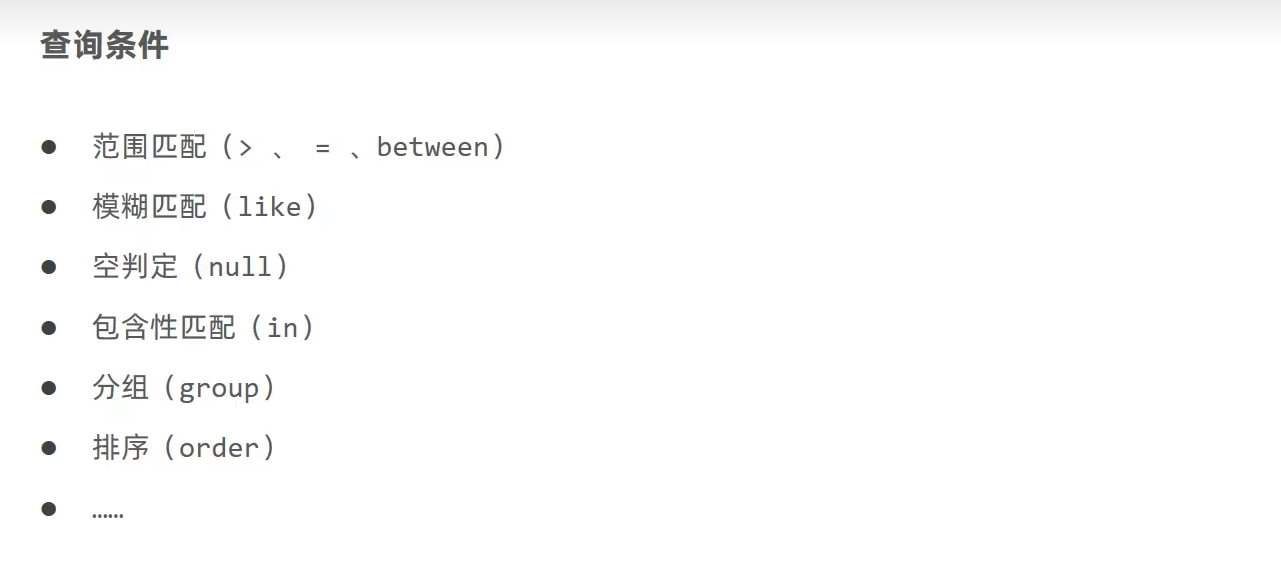 查询条件
● 范围匹配（> 、 = 、between）
● 模糊匹配（like）
● 空判定（null）
● 包含性匹配（in）
● 分组（group）
● 排序（order）
● ……